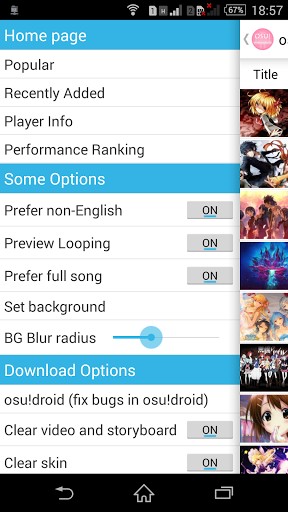 67% 18:57
Home page
Popular
Recently Added
Player Info
Performance Ranking
Some Options
Prefer non-English ON
Preview Looping ON
Prefer full song ON
Set background
BG Blur radius
Download Options
osu!droid (fix bugs in osu!droid)
Clear video and storyboard ON
Clear skin ON
osu!
o
Title